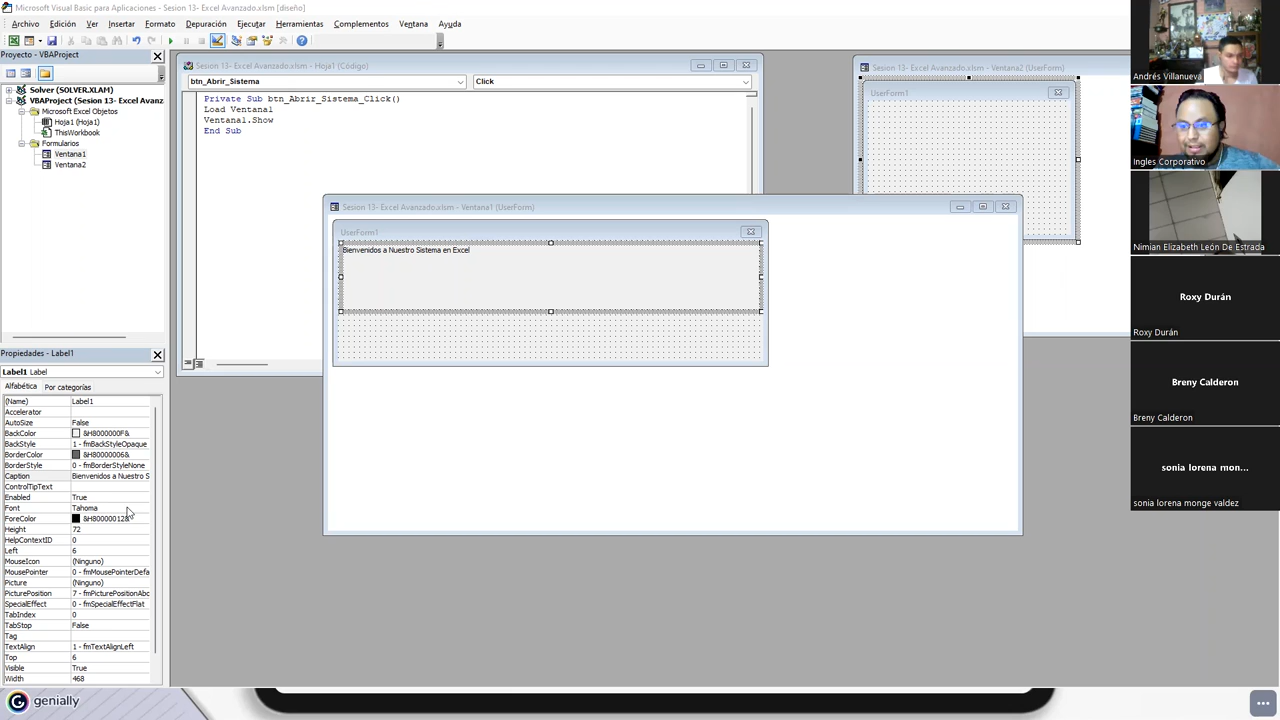 Microsoft Visual Basic para Aplicaciones - Sesion 13- Excel Avanzado.xlsm [diseño]
Archivo Edición Ver Insertar Formato Depuración Ejecutar Herramientas Complementos Ventana Ayuda
Proyecto - VBAProject
Solver (SOLVER.XLAM)
VBAProject (Sesion 13- Excel Avanz
Microsoft Excel Objetos
Hoja1 (Hoja1)
ThisWorkbook
Formularios
Ventana1
Ventana2
Sesion 13- Excel Avanzado.xlsm - Hoja1 (Código)
btn_Abrir_Sistema Click
Private Sub btn_Abrir_Sistema_Click()
Load Ventana1
Ventana1.Show
End Sub
Sesion 13- Excel Avanzado.xlsm - Ventana2 (UserForm)
UserForm1
Sesion 13- Excel Avanzado.xlsm - Ventana1 (UserForm)
UserForm1
Bienvenidos a Nuestro Sistema en Excel
Propiedades - Label1
Label1 Label
Alfabética Por categorías
(Name) Label1
Accelerator
AutoSize False
BackColor &H8000000F&
BackStyle 1 - fmBackStyleOpaque
BorderColor &H80000006&
BorderStyle 0 - fmBorderStyleNone
Caption Bienvenidos a Nuestro S
ControlTipText
Enabled True
Font Tahoma
ForeColor &H80000012&
Height 72
HelpContextID 0
Left 6
MouseIcon (Ninguno)
MousePointer 0 - fmMousePointerDefa
Picture (Ninguno)
PicturePosition 7 - fmPicturePositionAbo
SpecialEffect 0 - fmSpecialEffectFlat
TabIndex 0
TabStop False
Tag
TextAlign 1 - fmTextAlignLeft
Top 6
Visible True
Width 468
Andrés Villanueva
Ingles Corporativo
Nimian Elizabeth León De Estrada
Roxy Durán
Roxy Durán
Breny Calderon
Breny Calderon
sonia lorena mon...
sonia lorena monge valdez
genially